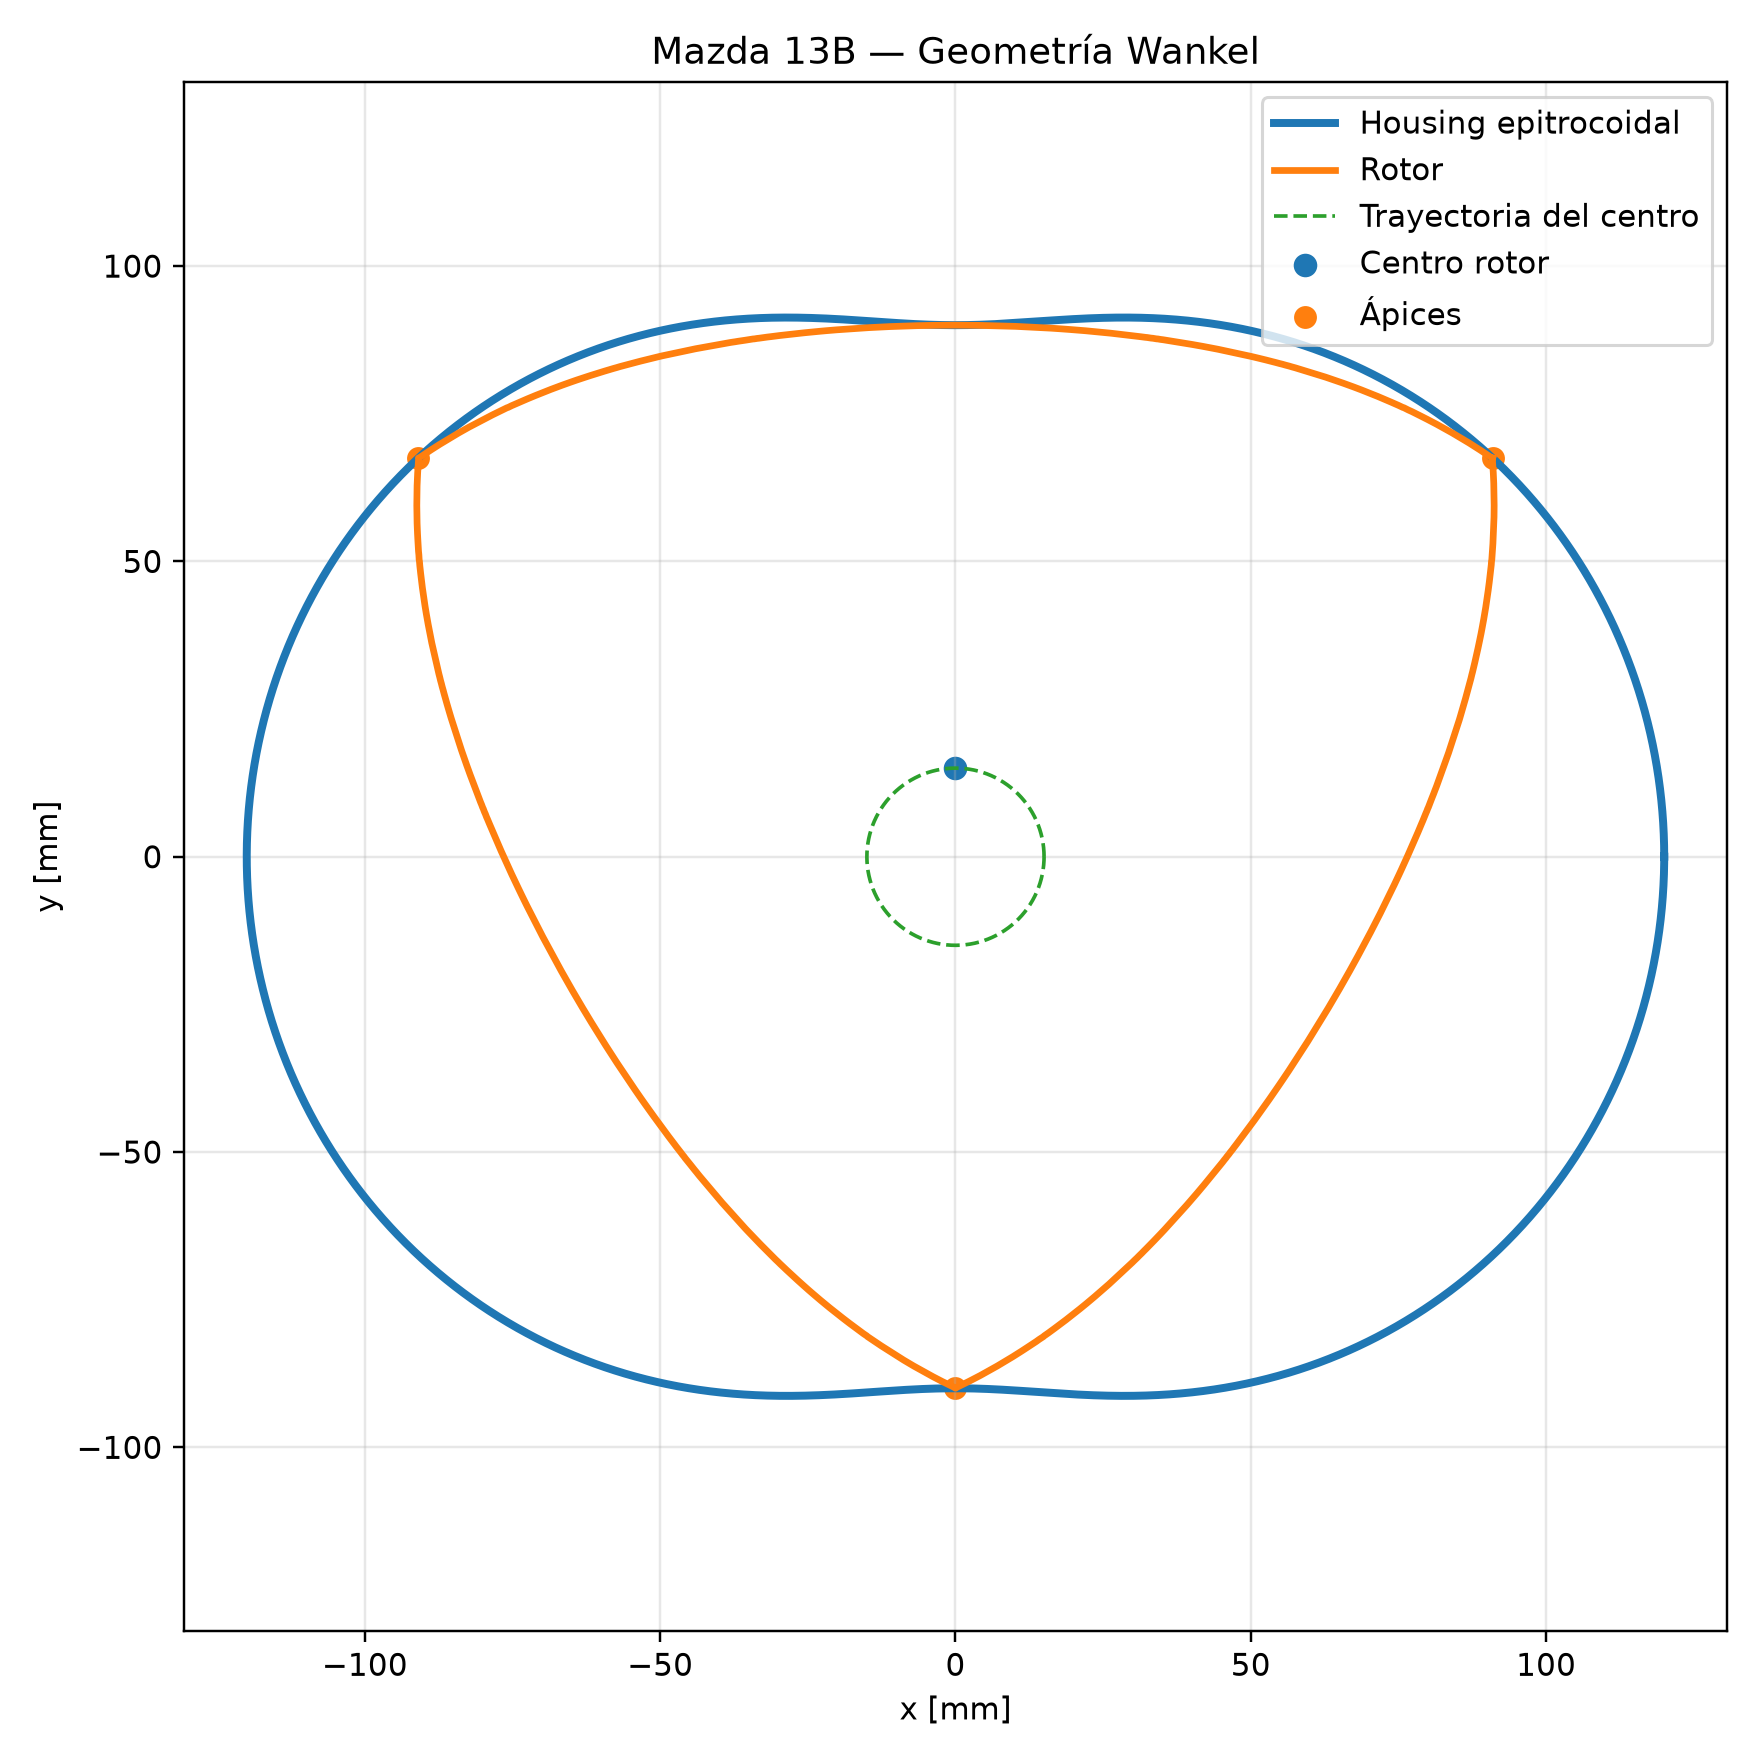 Mazda 13B — Geometría Wankel
Housing epitrocoidal
Rotor
Trayectoria del centro
Centro rotor
Ápices
100
50
0
−50
−100
y [mm]
−100
−50
0
50
100
x [mm]